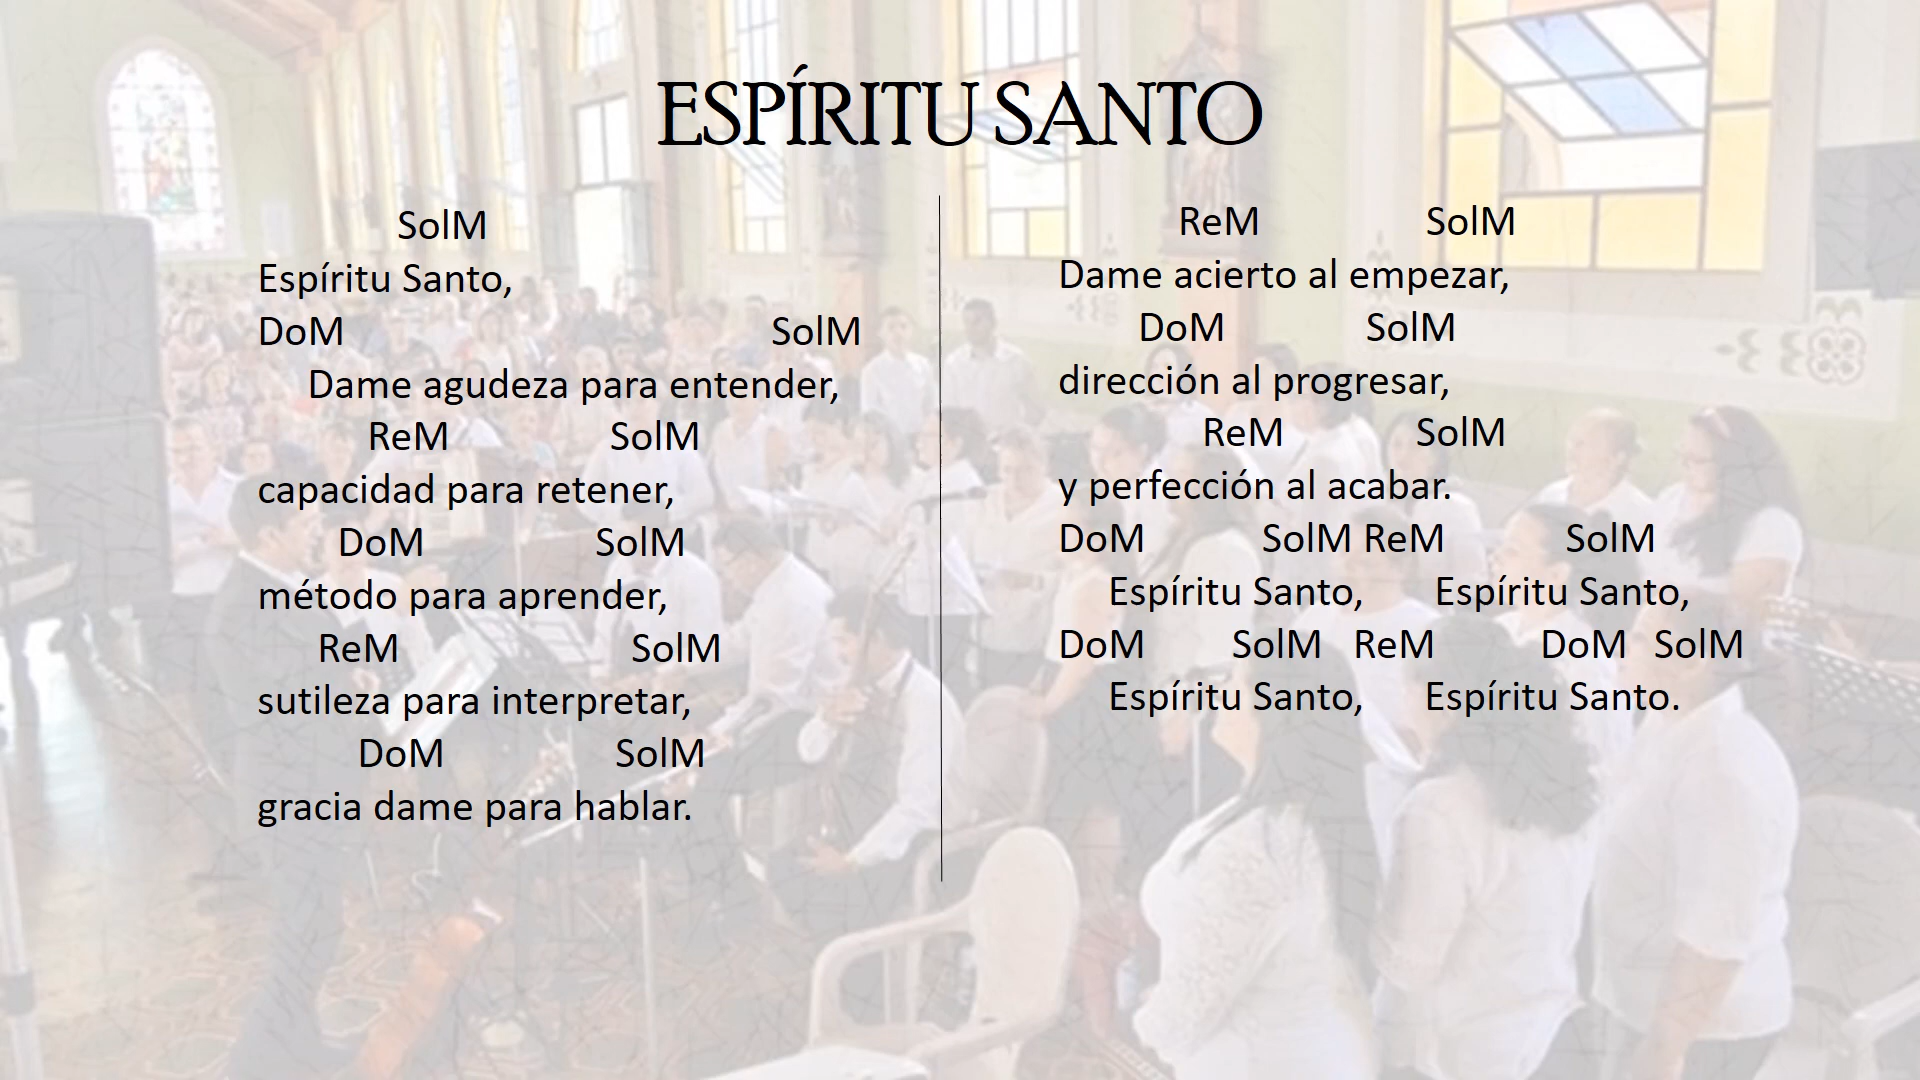 ESPÍRITU SANTO
SolM
Espíritu Santo,
DoM SolM
Dame agudeza para entender,
ReM SolM
capacidad para retener,
DoM SolM
método para aprender,
ReM SolM
sutileza para interpretar,
DoM SolM
gracia dame para hablar.
ReM SolM
Dame acierto al empezar,
DoM SolM
dirección al progresar,
ReM SolM
y perfección al acabar.
DoM SolM ReM SolM
Espíritu Santo, Espíritu Santo,
DoM SolM ReM DoM SolM
Espíritu Santo, Espíritu Santo.